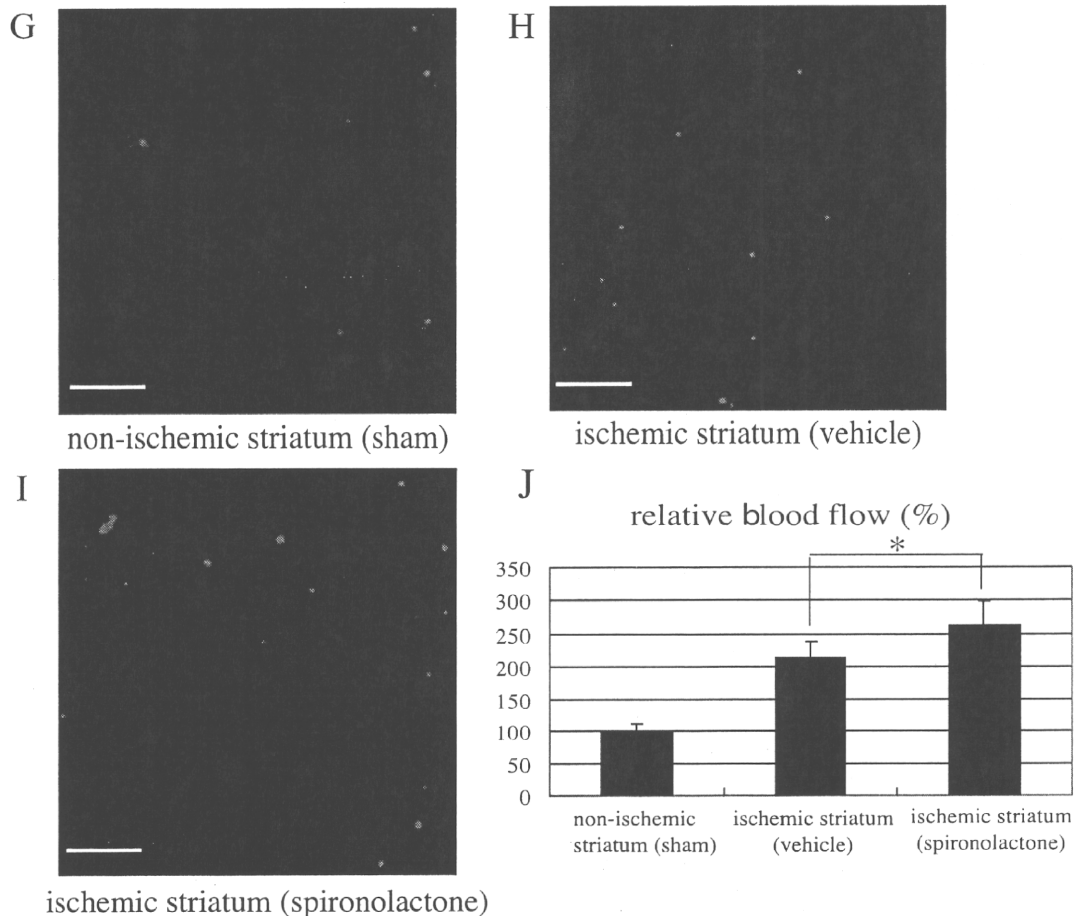 G
H
non-ischemic striatum (sham)
ischemic striatum (vehicle)
I
J
relative blood flow (%)
*
350
300
250
200
150
100
50
0
non-ischemic
striatum (sham)
ischemic striatum
(vehicle)
ischemic striatum
(spironolactone)
ischemic striatum (spironolactone)